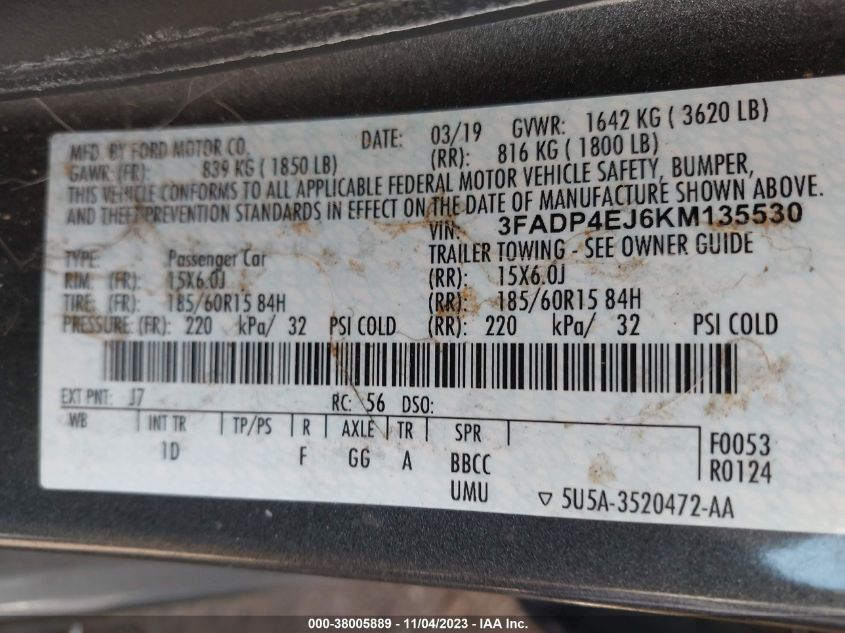 MFD. BY FORD MOTOR CO. DATE: 03/19 GVWR: 1642 KG ( 3620 LB)
GAWR: (FR): 839 KG ( 1850 LB) (RR): 816 KG ( 1800 LB)
THIS VEHICLE CONFORMS TO ALL APPLICABLE FEDERAL MOTOR VEHICLE SAFETY, BUMPER,
AND THEFT PREVENTION STANDARDS IN EFFECT ON THE DATE OF MANUFACTURE SHOWN ABOVE.
VIN: 3FADP4EJ6KM135530
TYPE: Passenger Car TRAILER TOWING - SEE OWNER GUIDE
RIM: (FR): 15X6.0J (RR): 15X6.0J
TIRE: (FR): 185/60R15 84H (RR): 185/60R15 84H
PRESSURE: (FR): 220 kPa/ 32 PSI COLD (RR): 220 kPa/ 32 PSI COLD
EXT PNT: J7 RC: 56 DSO:
WB INT TR TP/PS R AXLE TR SPR F0053
1D F GG A BBCC R0124
UMU 5U5A-3520472-AA
000-38005889 - 11/04/2023 - IAA Inc.